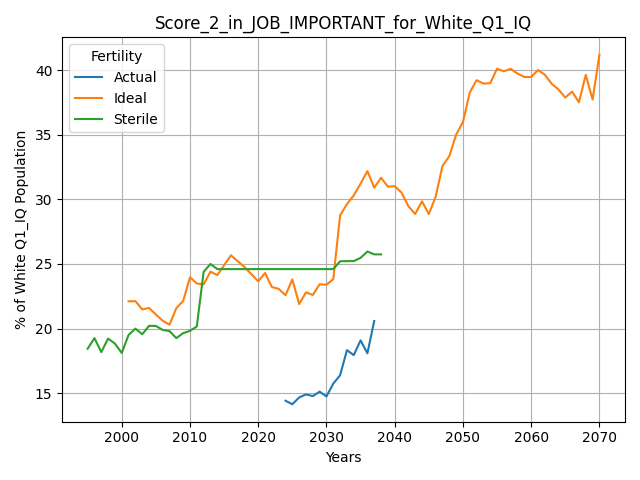 Score_2_in_JOB_IMPORTANT_for_White_Q1_IQ
Fertility
Actual
Ideal
Sterile
% of White Q1_IQ Population
40
35
30
25
20
15
2000 2010 2020 2030 2040 2050 2060 2070
Years